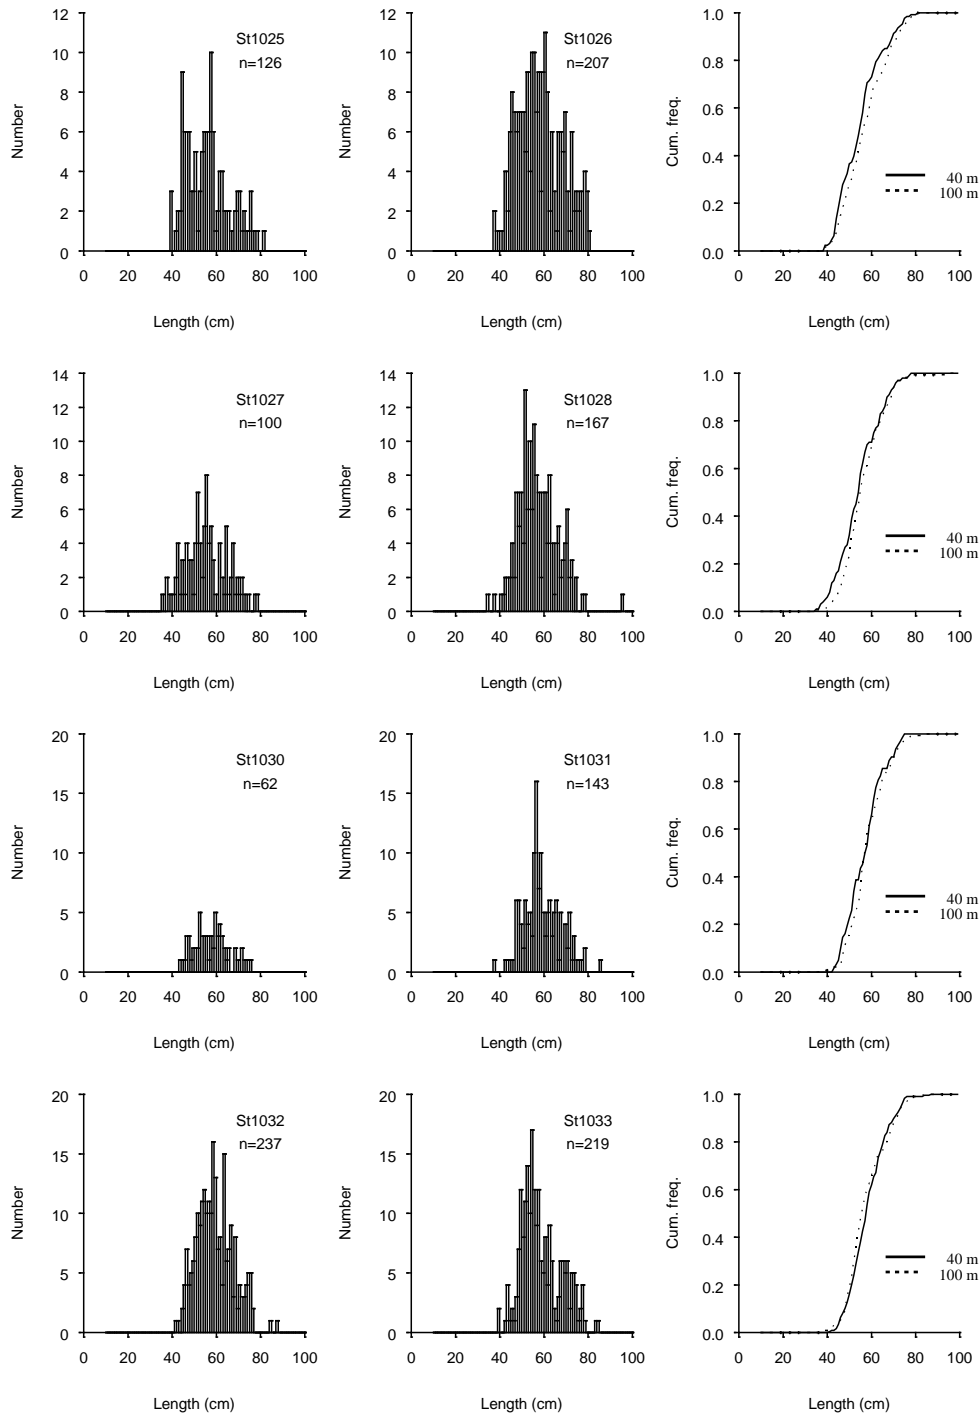 12
10
8
6
4
2
0
Number
St1025
n=126
0 20 40 60 80 100
Length (cm)
12
10
8
6
4
2
0
Number
St1026
n=207
0 20 40 60 80 100
Length (cm)
1.0
0.8
0.6
0.4
0.2
0.0
Cum. freq.
40 m
100 m
0 20 40 60 80 100
Length (cm)
14
12
10
8
6
4
2
0
Number
St1027
n=100
0 20 40 60 80 100
Length (cm)
14
12
10
8
6
4
2
0
Number
St1028
n=167
0 20 40 60 80 100
Length (cm)
1.0
0.8
0.6
0.4
0.2
0.0
Cum. freq.
40 m
100 m
0 20 40 60 80 100
Length (cm)
20
15
10
5
0
Number
St1030
n=62
0 20 40 60 80 100
Length (cm)
20
15
10
5
0
Number
St1031
n=143
0 20 40 60 80 100
Length (cm)
1.0
0.8
0.6
0.4
0.2
0.0
Cum. freq.
40 m
100 m
0 20 40 60 80 100
Length (cm)
20
15
10
5
0
Number
St1032
n=237
0 20 40 60 80 100
Length (cm)
20
15
10
5
0
Number
St1033
n=219
0 20 40 60 80 100
Length (cm)
1.0
0.8
0.6
0.4
0.2
0.0
Cum. freq.
40 m
100 m
0 20 40 60 80 100
Length (cm)